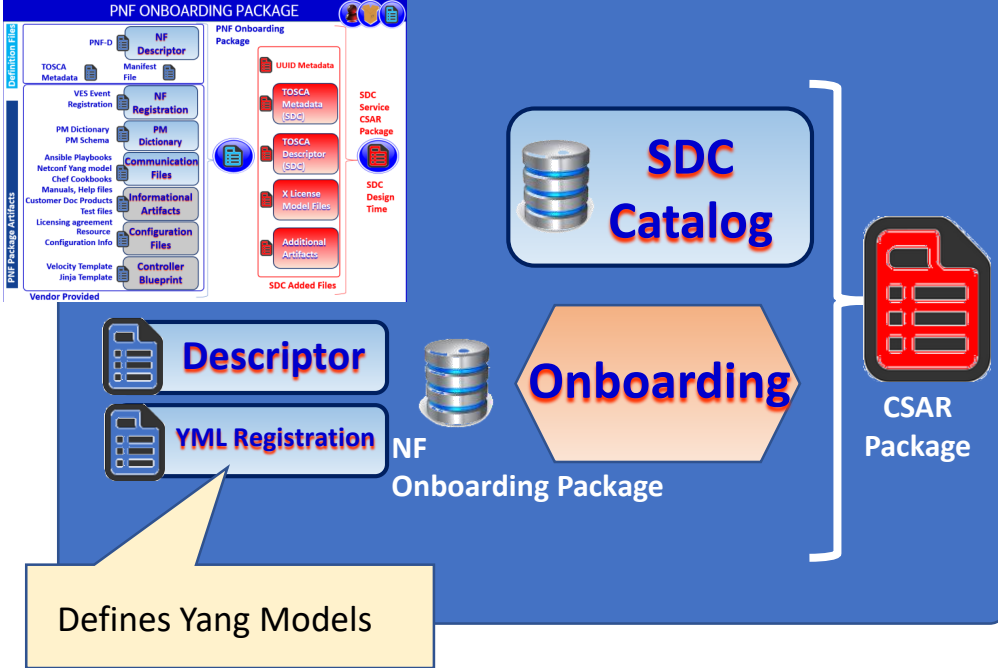 PNF ONBOARDING PACKAGE
Definition Files
PNF-D
NF
Descriptor
TOSCA
Metadata
Manifest
File
PNF Package Artifacts
VES Event
Registration
NF
Registration
PM Dictionary
PM Schema
PM
Dictionary
Ansible Playbooks
Netconf Yang model
Chef Cookbooks
Communication
Files
Manuals, Help files
Customer Doc Products
Test files
Informational
Artifacts
Licensing agreement
Resource
Configuration Info
Configuration
Files
Velocity Template
Jinja Template
Controller
Blueprint
Vendor Provided
PNF Onboarding
Package
UUID Metadata
TOSCA
Metadata
(SDC)
TOSCA
Descriptor
(SDC)
X License
Model Files
Additional
Artifacts
SDC Added Files
SDC
Service
CSAR
Package
SDC
Design
Time
SDC
Catalog
Descriptor
YML Registration
NF
Onboarding Package
Onboarding
CSAR
Package
Defines Yang Models